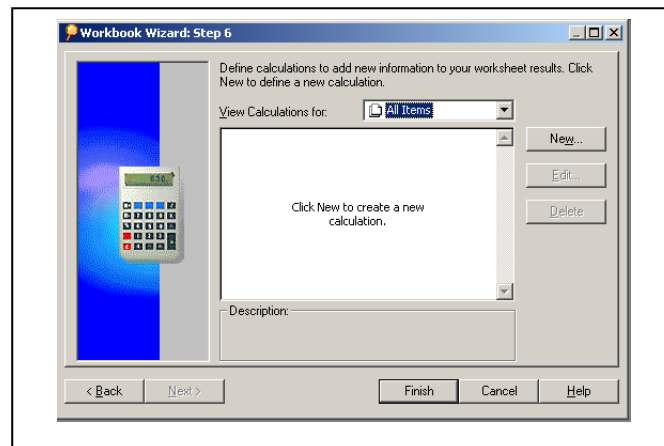 Workbook Wizard: Step 6
Define calculations to add new information to your worksheet results. Click
New to define a new calculation.
View Calculations for: All Items
New...
Edit...
Click New to create a new
calculation.
Delete
Description:
< Back Next > Finish Cancel Help